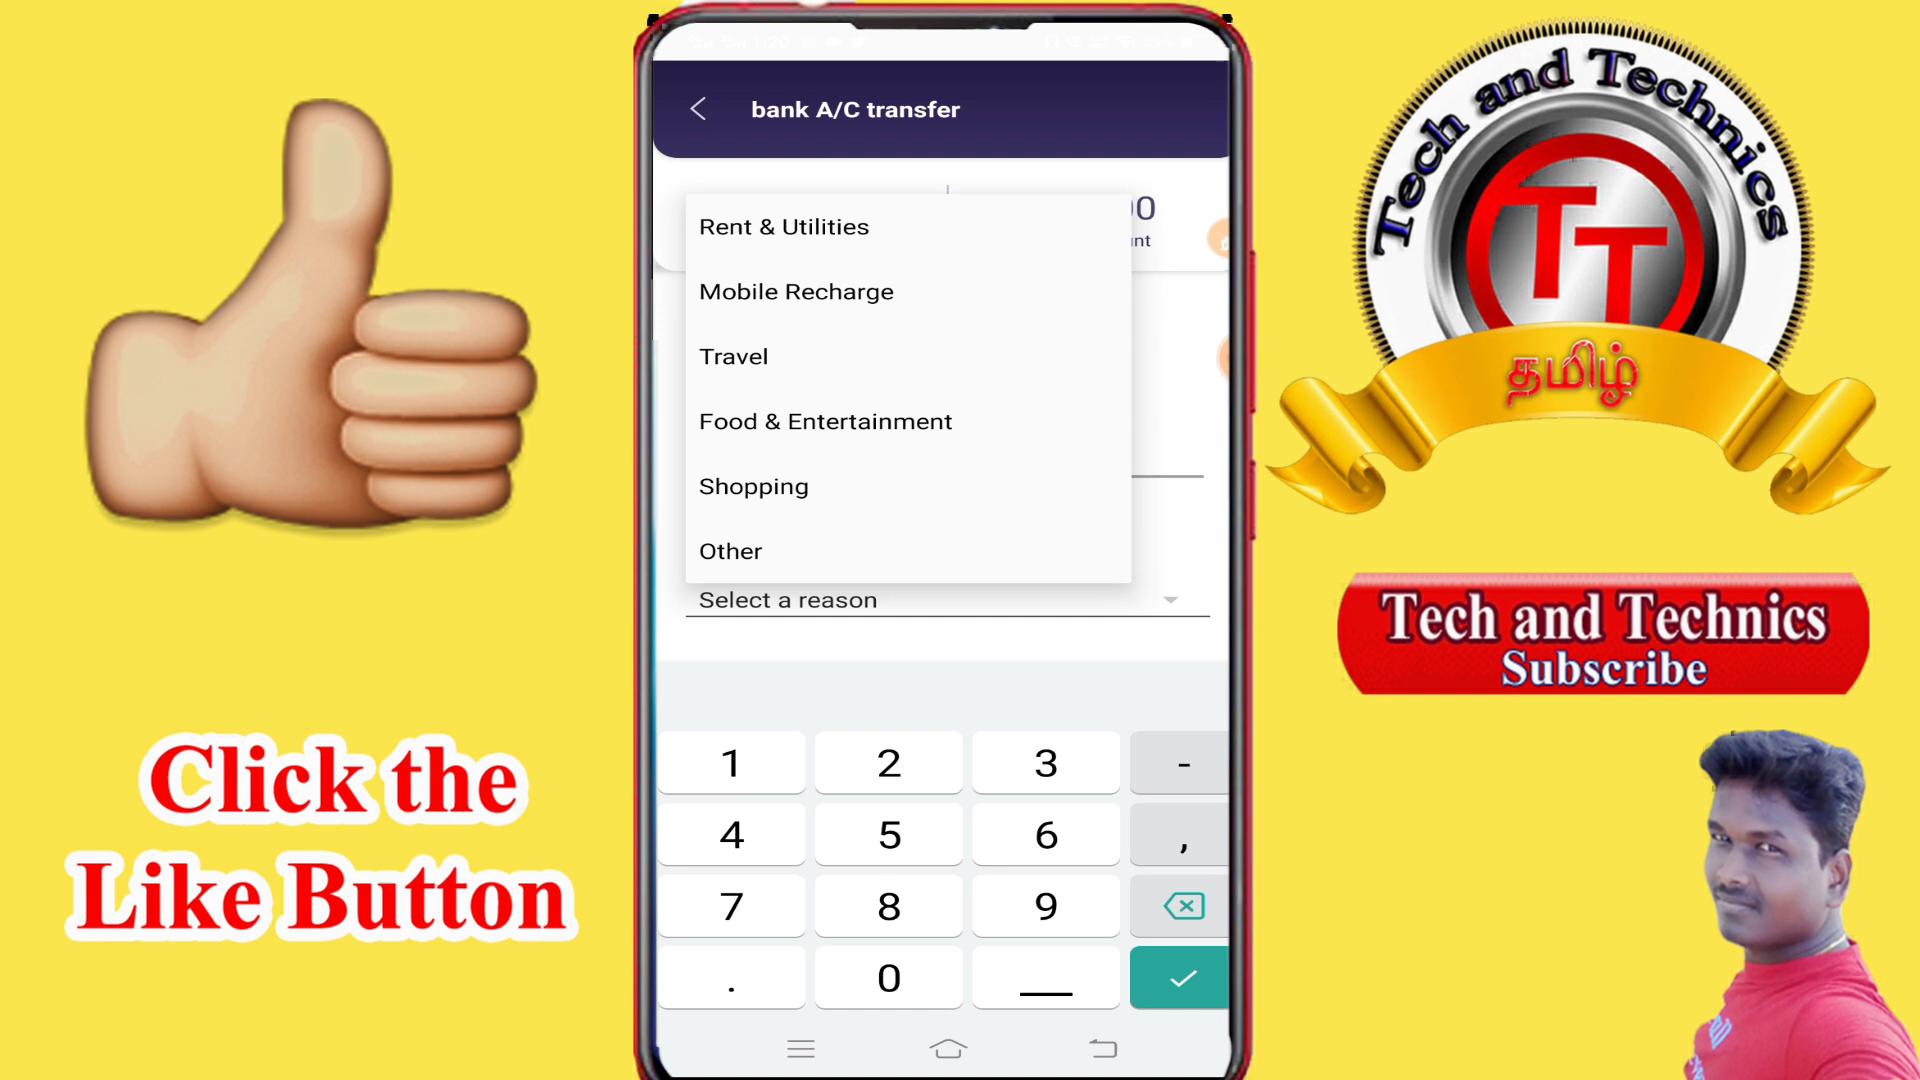 bank A/C transfer
Rent & Utilities
Mobile Recharge
Travel
Food & Entertainment
Shopping
Other
Select a reason
1 2 3 -
4 5 6 ,
7 8 9
. 0
Click the
Like Button
Tech and Technics
TT
தமிழ்
Tech and Technics
Subscribe